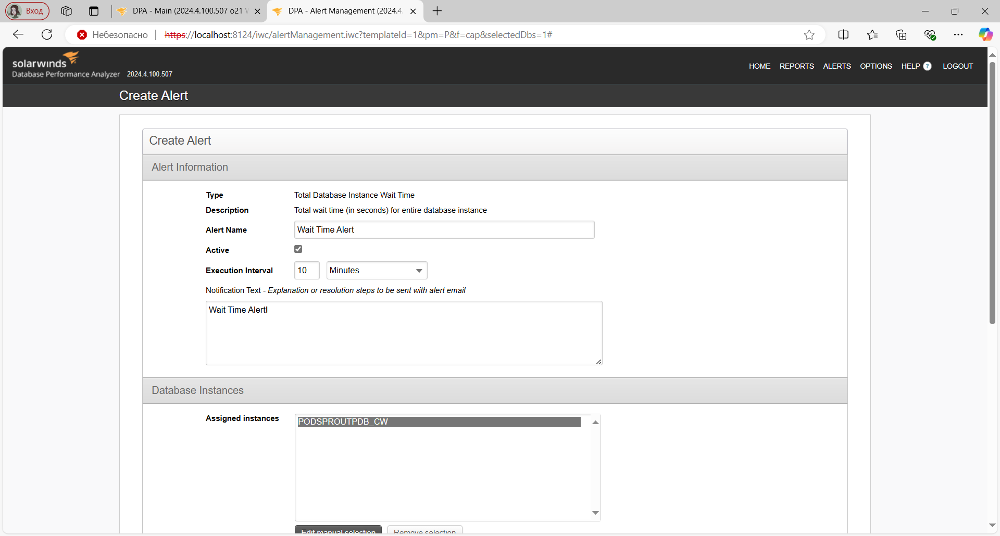 Вход
DPA - Main (2024.4.100.507 o21
DPA - Alert Management (2024.4.
Небезопасно
https://localhost:8124/iwc/alertManagement.iwc?templateId=1&pm=P&f=cap&selectedDbs=1#
solarwinds
Database Performance Analyzer 2024.4.100.507
HOME REPORTS ALERTS OPTIONS HELP ? LOGOUT
Create Alert
Create Alert
Alert Information
Type Total Database Instance Wait Time
Description Total wait time (in seconds) for entire database instance
Alert Name Wait Time Alert
Active
Execution Interval 10 Minutes
Notification Text - Explanation or resolution steps to be sent with alert email
Wait Time Alert!
Database Instances
Assigned instances PODSPROUTPDB_CW
Edit manual selection Remove selection